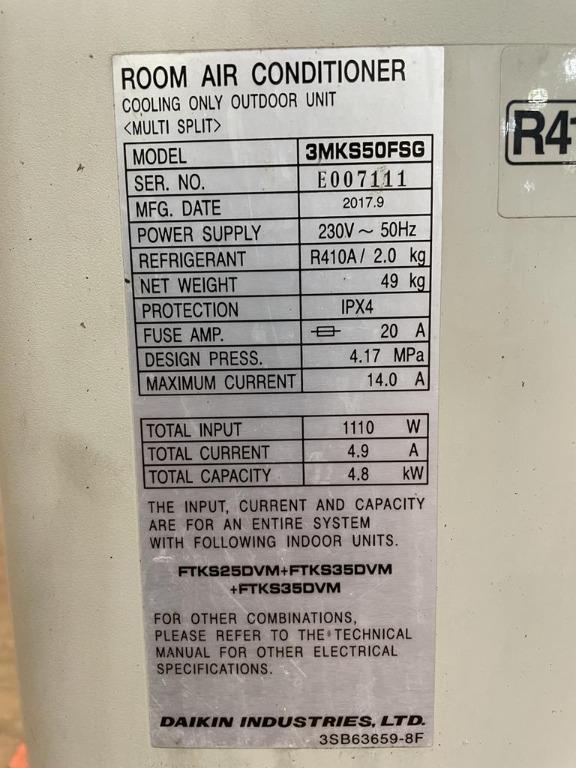 ROOM AIR CONDITIONER
COOLING ONLY OUTDOOR UNIT
<MULTI SPLIT>
MODEL 3MKS50FSG
SER. NO. E007111
MFG. DATE 2017.9
POWER SUPPLY 230V ~ 50Hz
REFRIGERANT R410A / 2.0 kg
NET WEIGHT 49 kg
PROTECTION IPX4
FUSE AMP. 20 A
DESIGN PRESS. 4.17 MPa
MAXIMUM CURRENT 14.0 A
TOTAL INPUT 1110 W
TOTAL CURRENT 4.9 A
TOTAL CAPACITY 4.8 kW
THE INPUT, CURRENT AND CAPACITY
ARE FOR AN ENTIRE SYSTEM
WITH FOLLOWING INDOOR UNITS.
FTKS25DVM+FTKS35DVM
+FTKS35DVM
FOR OTHER COMBINATIONS,
PLEASE REFER TO THE TECHNICAL
MANUAL FOR OTHER ELECTRICAL
SPECIFICATIONS.
DAIKIN INDUSTRIES, LTD.
3SB63659-8F